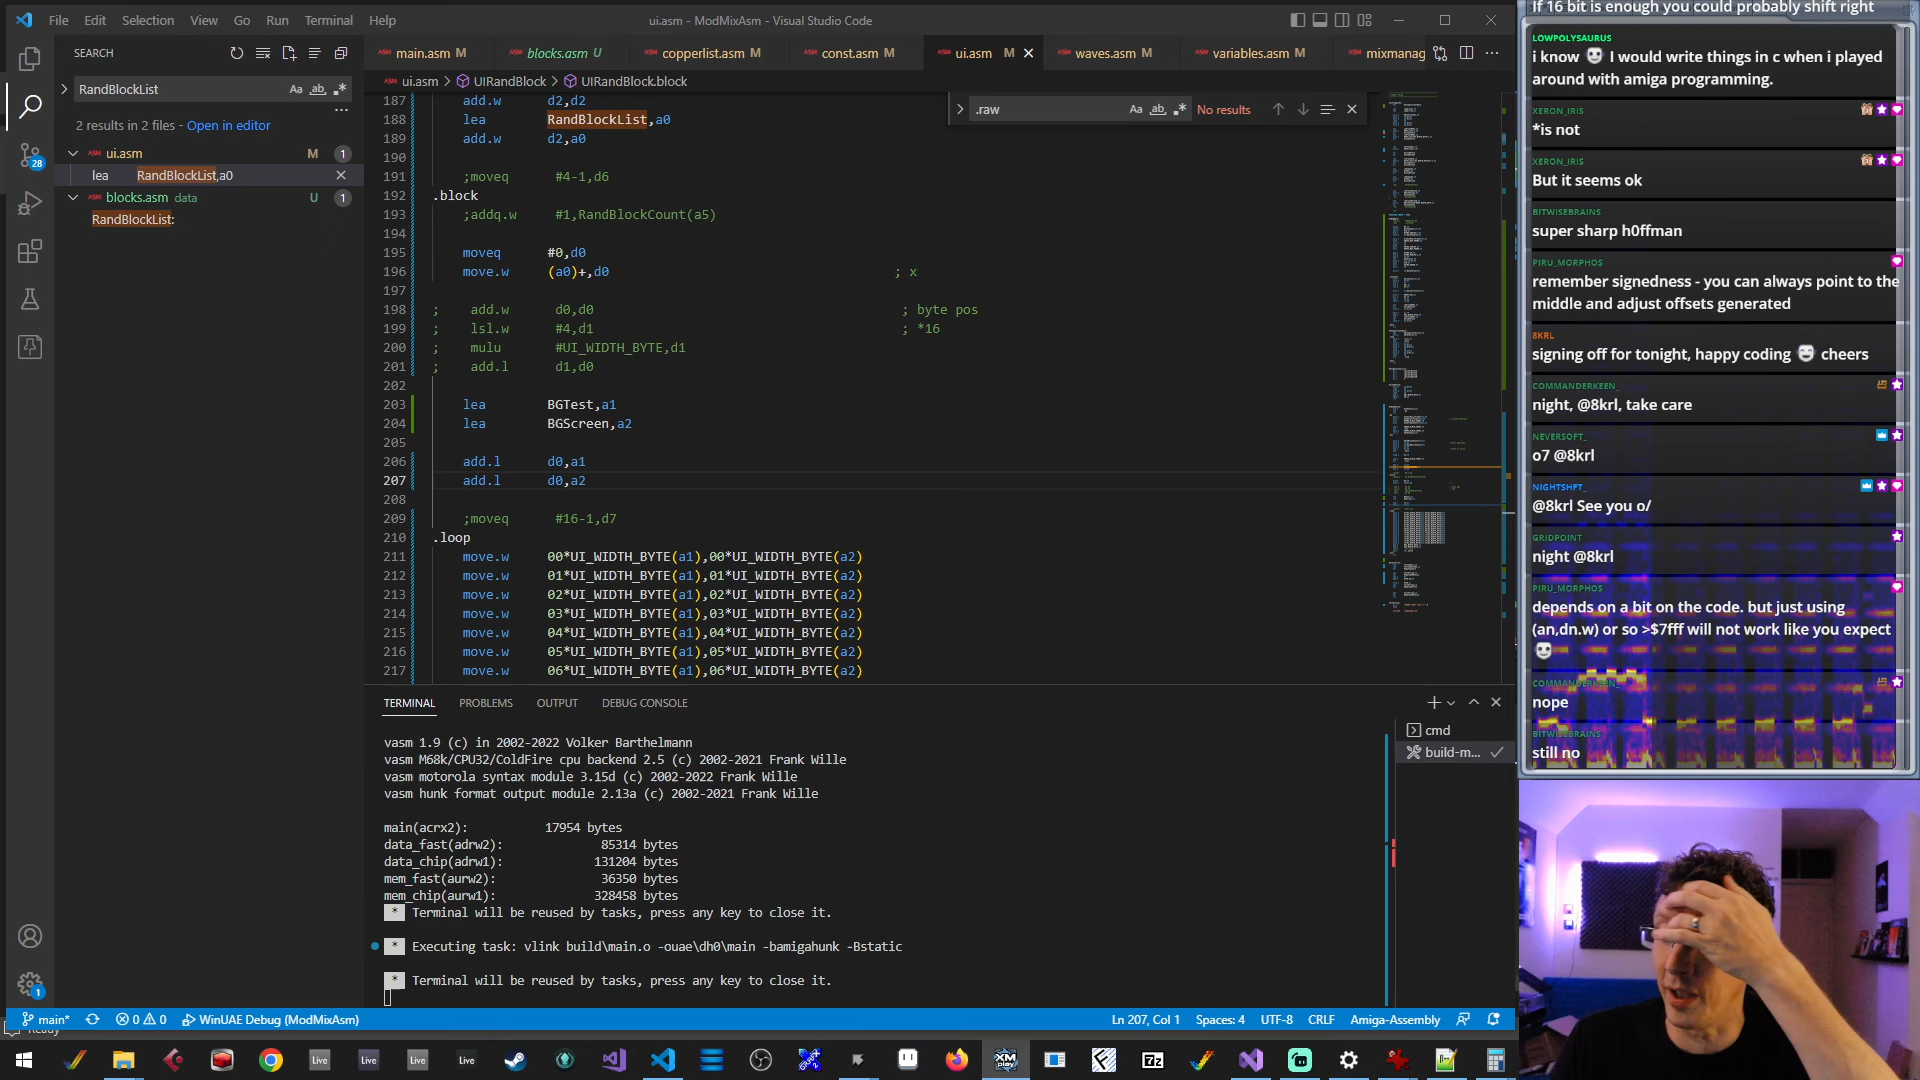 File Edit Selection View Go Run Terminal Help
ui.asm - ModMixAsm - Visual Studio Code
SEARCH
RandBlockList
2 results in 2 files - Open in editor
ui.asm M 1
lea RandBlockList,a0
blocks.asm data U 1
RandBlockList:
main.asm M
blocks.asm U
copperlist.asm M
const.asm M
ui.asm M
waves.asm M
variables.asm M
mixmanag
ui.asm > UIRandBlock > UIRandBlock.block
.raw
No results
187 add.w d2,d2
188 lea RandBlockList,a0
189 add.w d2,a0
190
191 ;moveq #4-1,d6
192 .block
193 ;addq.w #1,RandBlockCount(a5)
194
195 moveq #0,d0
196 move.w (a0)+,d0 ; x
197
198 ; add.w d0,d0 ; byte pos
199 ; lsl.w #4,d1 ; *16
200 ; mulu #UI_WIDTH_BYTE,d1
201 ; add.l d1,d0
202
203 lea BGTest,a1
204 lea BGScreen,a2
205
206 add.l d0,a1
207 add.l d0,a2
208
209 ;moveq #16-1,d7
210 .loop
211 move.w 00*UI_WIDTH_BYTE(a1),00*UI_WIDTH_BYTE(a2)
212 move.w 01*UI_WIDTH_BYTE(a1),01*UI_WIDTH_BYTE(a2)
213 move.w 02*UI_WIDTH_BYTE(a1),02*UI_WIDTH_BYTE(a2)
214 move.w 03*UI_WIDTH_BYTE(a1),03*UI_WIDTH_BYTE(a2)
215 move.w 04*UI_WIDTH_BYTE(a1),04*UI_WIDTH_BYTE(a2)
216 move.w 05*UI_WIDTH_BYTE(a1),05*UI_WIDTH_BYTE(a2)
217 move.w 06*UI_WIDTH_BYTE(a1),06*UI_WIDTH_BYTE(a2)
TERMINAL PROBLEMS OUTPUT DEBUG CONSOLE
cmd
build-m...
vasm 1.9 (c) in 2002-2022 Volker Barthelmann
vasm M68k/CPU32/ColdFire cpu backend 2.5 (c) 2002-2021 Frank Wille
vasm motorola syntax module 3.15d (c) 2002-2022 Frank Wille
vasm hunk format output module 2.13a (c) 2002-2021 Frank Wille
main(acrx2): 17954 bytes
data_fast(adrw2): 85314 bytes
data_chip(adrw1): 131204 bytes
mem_fast(aurw2): 36350 bytes
mem_chip(aurw1): 328458 bytes
* Terminal will be reused by tasks, press any key to close it.
* Executing task: vlink build\main.o -ouae\dh0\main -bamigahunk -Bstatic
* Terminal will be reused by tasks, press any key to close it.
main* 0 0 WinUAE Debug (ModMixAsm)
Ln 207, Col 1 Spaces: 4 UTF-8 CRLF Amiga-Assembly
28
1
Live Live Live Live
XM play
7z
If 16 bit is enough you could probably shift right
LOWPOLYSAURUS
i know I would write things in c when i played
around with amiga programming.
XERON_IRIS
*is not
XERON_IRIS
But it seems ok
BITWISEBRAINS
super sharp h0ffman
PIRU_MORPHOS
remember signedness - you can always point to the
middle and adjust offsets generated
8KRL
signing off for tonight, happy coding cheers
COMMANDERKEEN_
night, @8krl, take care
NEVERSOFT_
o7 @8krl
NIGHTSHFT_
@8krl See you o/
GRIDPOINT
night @8krl
PIRU_MORPHOS
depends on a bit on the code. but just using
(an,dn.w) or so >$7fff will not work like you expect
COMMANDERKEEN_
nope
BITWISEBRAINS
still no